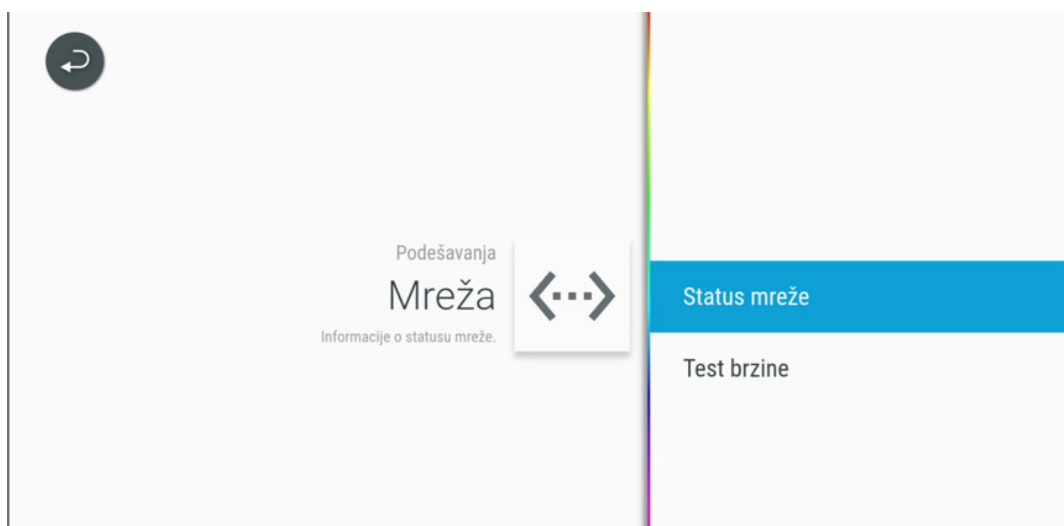 Podešavanja
Mreža
Informacije o statusu mreže.
Status mreže
Test brzine